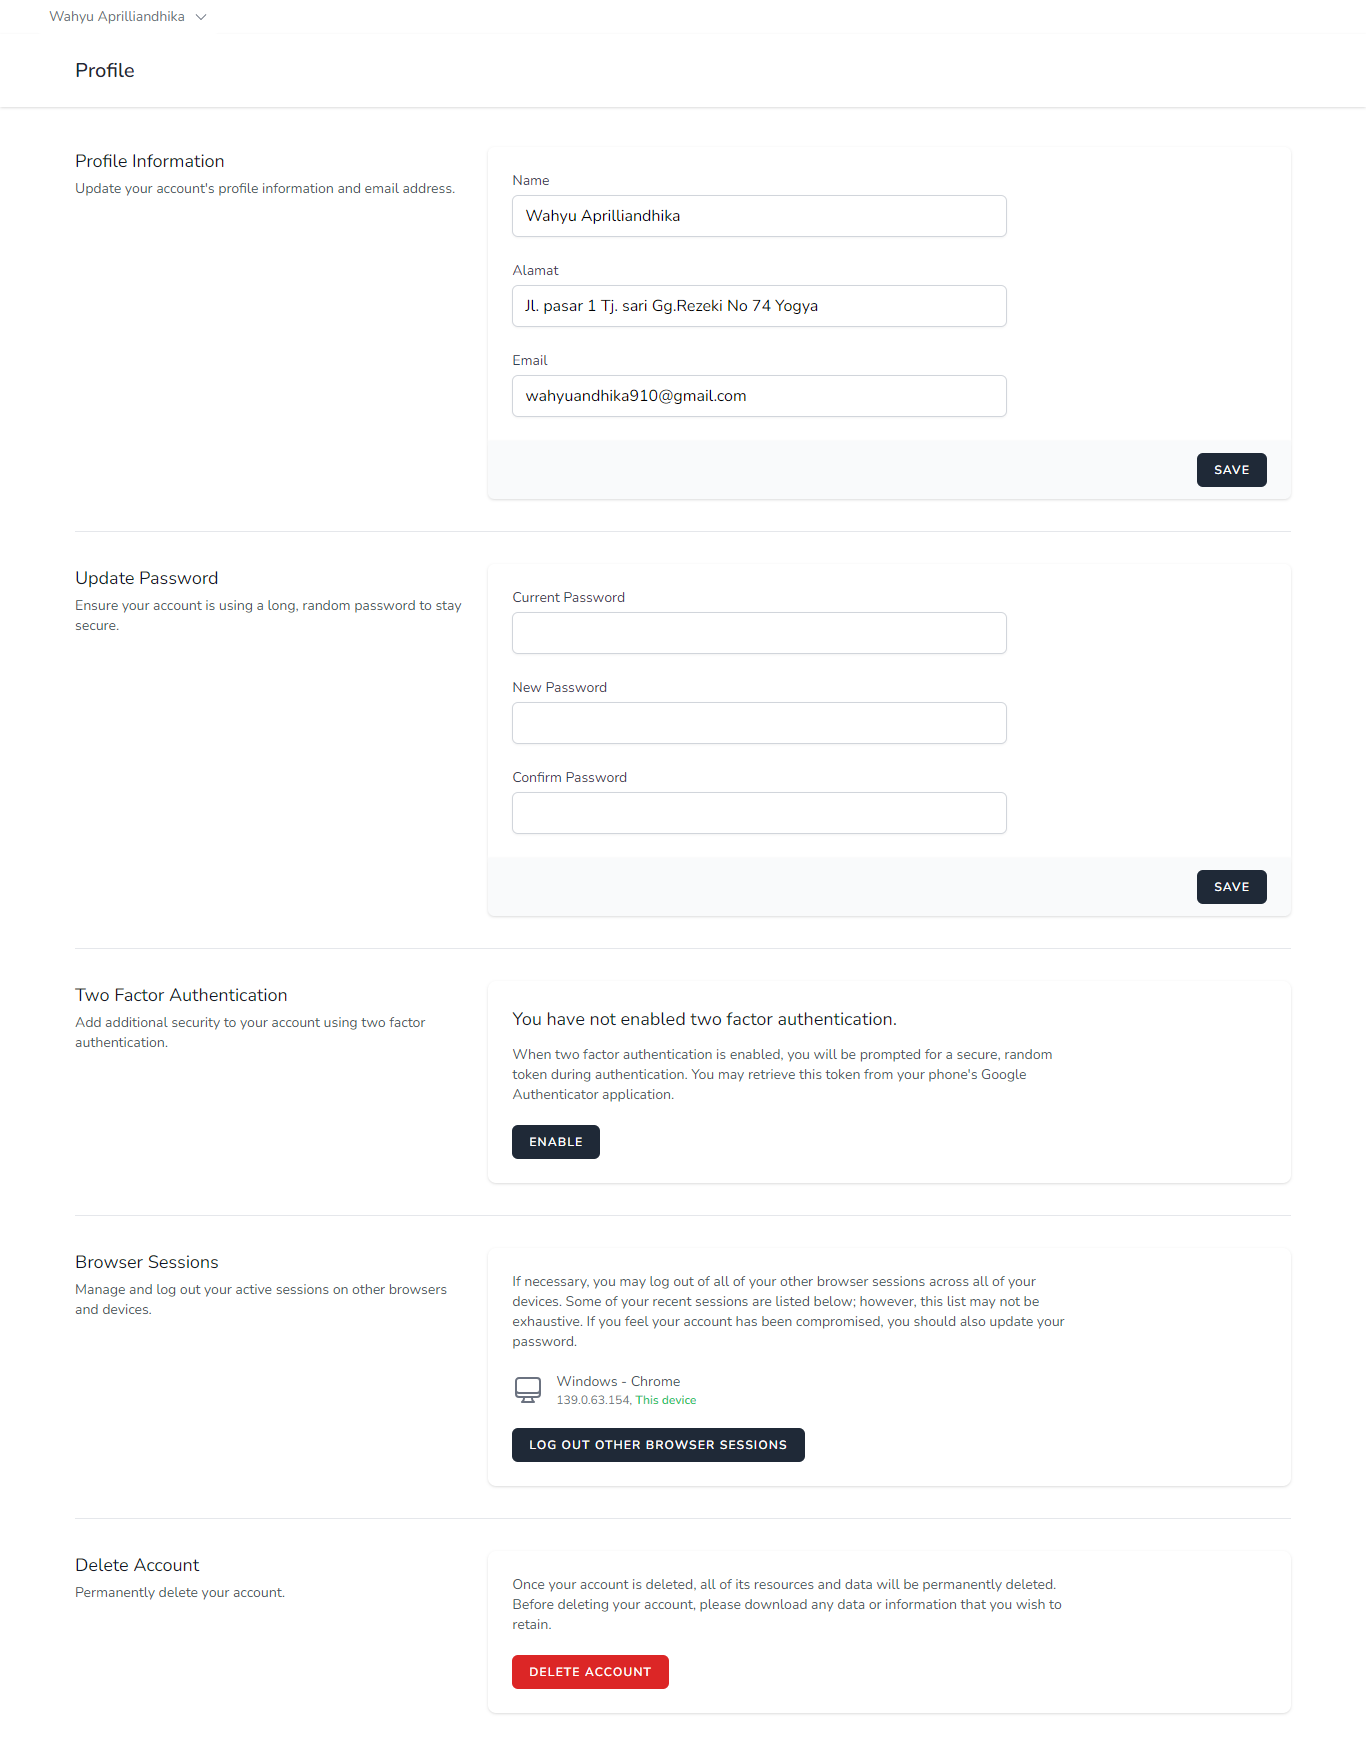 Wahyu Aprilliandhika
Profile
Profile Information
Update your account's profile information and email address.
Name
Wahyu Aprilliandhika
Alamat
Jl. pasar 1 Tj. sari Gg.Rezeki No 74 Yogya
Email
wahyuandhika910@gmail.com
SAVE
Update Password
Ensure your account is using a long, random password to stay
secure.
Current Password
New Password
Confirm Password
SAVE
Two Factor Authentication
Add additional security to your account using two factor
authentication.
You have not enabled two factor authentication.
When two factor authentication is enabled, you will be prompted for a secure, random
token during authentication. You may retrieve this token from your phone's Google
Authenticator application.
ENABLE
Browser Sessions
Manage and log out your active sessions on other browsers
and devices.
If necessary, you may log out of all of your other browser sessions across all of your
devices. Some of your recent sessions are listed below; however, this list may not be
exhaustive. If you feel your account has been compromised, you should also update your
password.
Windows - Chrome
139.0.63.154, This device
LOG OUT OTHER BROWSER SESSIONS
Delete Account
Permanently delete your account.
Once your account is deleted, all of its resources and data will be permanently deleted.
Before deleting your account, please download any data or information that you wish to
retain.
DELETE ACCOUNT